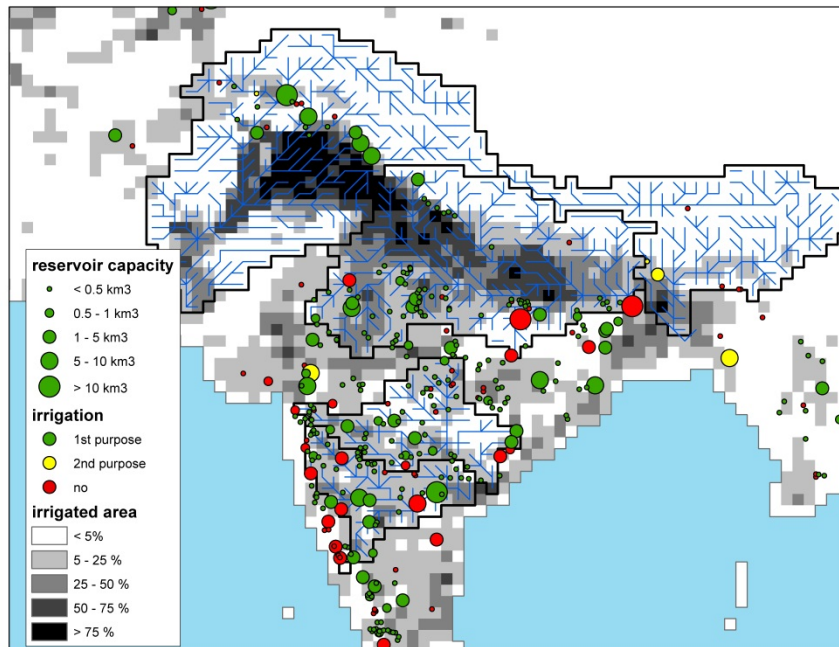 reservoir capacity
< 0.5 km3
0.5 - 1 km3
1 - 5 km3
5 - 10 km3
> 10 km3
irrigation
1st purpose
2nd purpose
no
irrigated area
< 5%
5 - 25 %
25 - 50 %
50 - 75 %
> 75 %